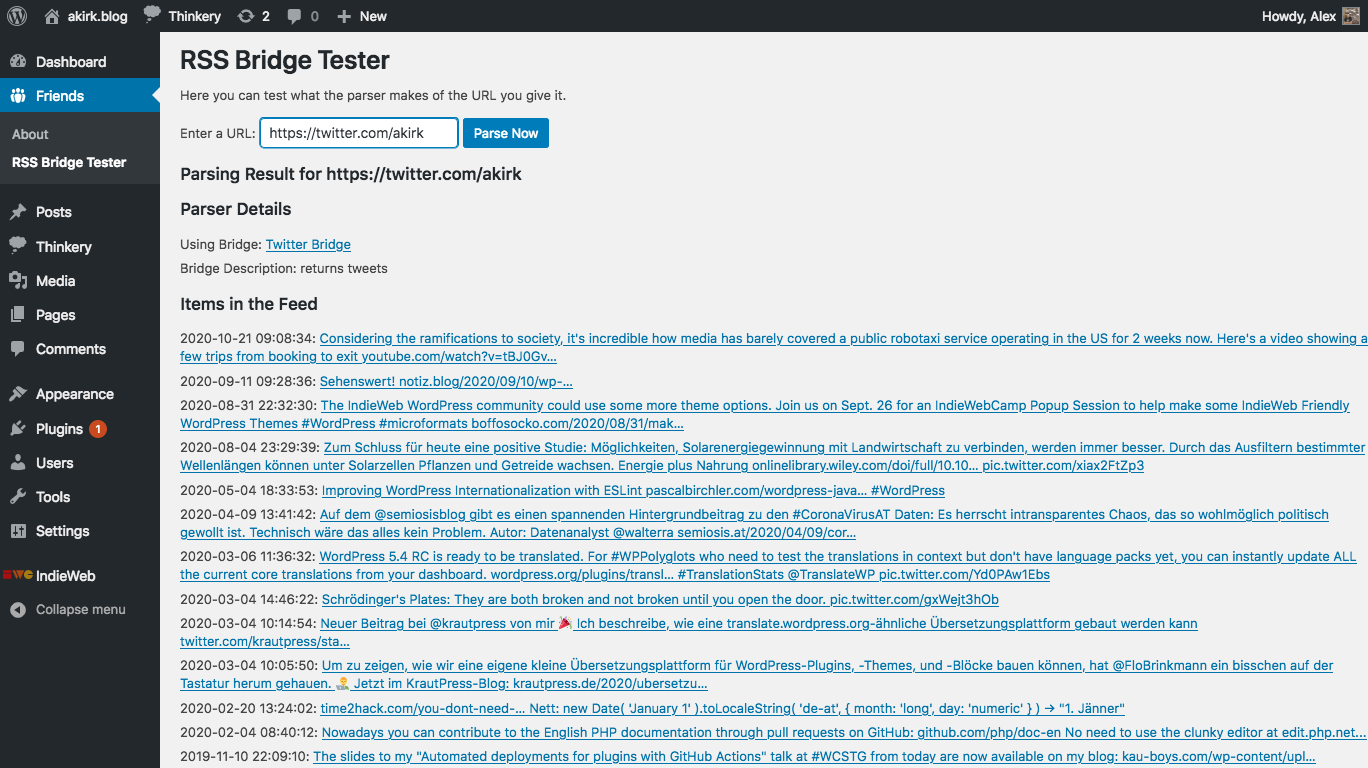 akirk.blog
Thinkery
2
0
New
Howdy, Alex
Dashboard
Friends
About
RSS Bridge Tester
Posts
Thinkery
Media
Pages
Comments
Appearance
Plugins 1
Users
Tools
Settings
IndieWeb
Collapse menu
RSS Bridge Tester
Here you can test what the parser makes of the URL you give it.
Enter a URL: https://twitter.com/akirk Parse Now
Parsing Result for https://twitter.com/akirk
Parser Details
Using Bridge: Twitter Bridge
Bridge Description: returns tweets
Items in the Feed
2020-10-21 09:08:34: Considering the ramifications to society, it's incredible how media has barely covered a public robotaxi service operating in the US for 2 weeks now. Here's a video showing a
few trips from booking to exit youtube.com/watch?v=tBJ0Gv…
2020-09-11 09:28:36: Sehenswert! notiz.blog/2020/09/10/wp-…
2020-08-31 22:32:30: The IndieWeb WordPress community could use some more theme options. Join us on Sept. 26 for an IndieWebCamp Popup Session to help make some IndieWeb Friendly
WordPress Themes #WordPress #microformats boffosocko.com/2020/08/31/mak…
2020-08-04 23:29:39: Zum Schluss für heute eine positive Studie: Möglichkeiten, Solarenergiegewinnung mit Landwirtschaft zu verbinden, werden immer besser. Durch das Ausfiltern bestimmter
Wellenlängen können unter Solarzellen Pflanzen und Getreide wachsen. Energie plus Nahrung onlinelibrary.wiley.com/doi/full/10.10… pic.twitter.com/xiax2FtZp3
2020-05-04 18:33:53: Improving WordPress Internationalization with ESLint pascalbirchler.com/wordpress-java… #WordPress
2020-04-09 13:41:42: Auf dem @semiosisblog gibt es einen spannenden Hintergrundbeitrag zu den #CoronaVirusAT Daten: Es herrscht intransparentes Chaos, das so wohlmöglich politisch
gewollt ist. Technisch wäre das alles kein Problem. Autor: Datenanalyst @walterra semiosis.at/2020/04/09/cor…
2020-03-06 11:36:32: WordPress 5.4 RC is ready to be translated. For #WPPolyglots who need to test the translations in context but don't have language packs yet, you can instantly update ALL
the current core translations from your dashboard. wordpress.org/plugins/transl… #TranslationStats @TranslateWP pic.twitter.com/Yd0PAw1Ebs
2020-03-04 14:46:22: Schrödinger's Plates: They are both broken and not broken until you open the door. pic.twitter.com/gxWejt3hOb
2020-03-04 10:14:54: Neuer Beitrag bei @krautpress von mir 🎉 Ich beschreibe, wie eine translate.wordpress.org-ähnliche Übersetzungsplattform gebaut werden kann
twitter.com/krautpress/sta…
2020-03-04 10:05:50: Um zu zeigen, wie wir eine eigene kleine Übersetzungsplattform für WordPress-Plugins, -Themes, und -Blöcke bauen können, hat @FloBrinkmann ein bisschen auf der
Tastatur herum gehauen. 👨‍💻 Jetzt im KrautPress-Blog: krautpress.de/2020/ubersetzu…
2020-02-20 13:24:02: time2hack.com/you-dont-need-… Nett: new Date( 'January 1' ).toLocaleString( 'de-at', { month: 'long', day: 'numeric' } ) → "1. Jänner"
2020-02-04 08:40:12: Nowadays you can contribute to the English PHP documentation through pull requests on GitHub: github.com/php/doc-en No need to use the clunky editor at edit.php.net…
2019-11-10 22:09:10: The slides to my "Automated deployments for plugins with GitHub Actions" talk at #WCSTG from today are now available on my blog: kau-boys.com/wp-content/upl…